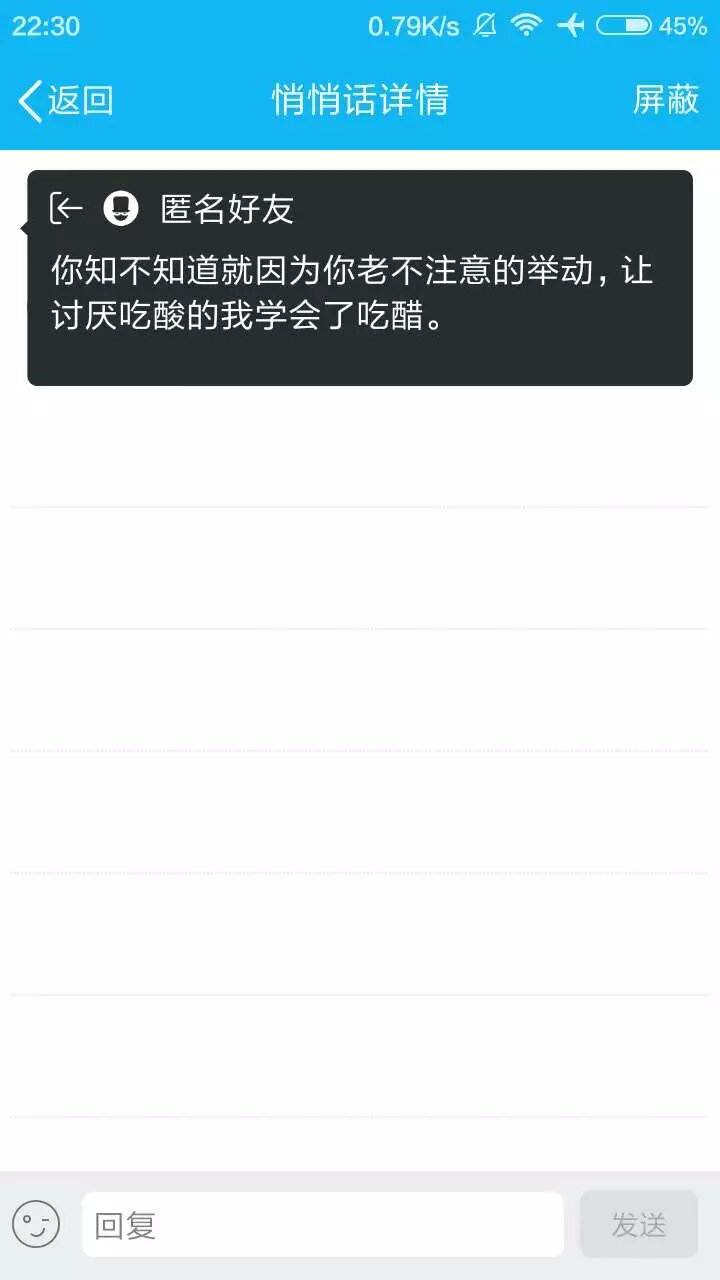 22:30 0.79K/s 45%
返回 悄悄话详情 屏蔽
匿名好友
你知不知道就因为你老不注意的举动，让
讨厌吃酸的我学会了吃醋。
回复 发送